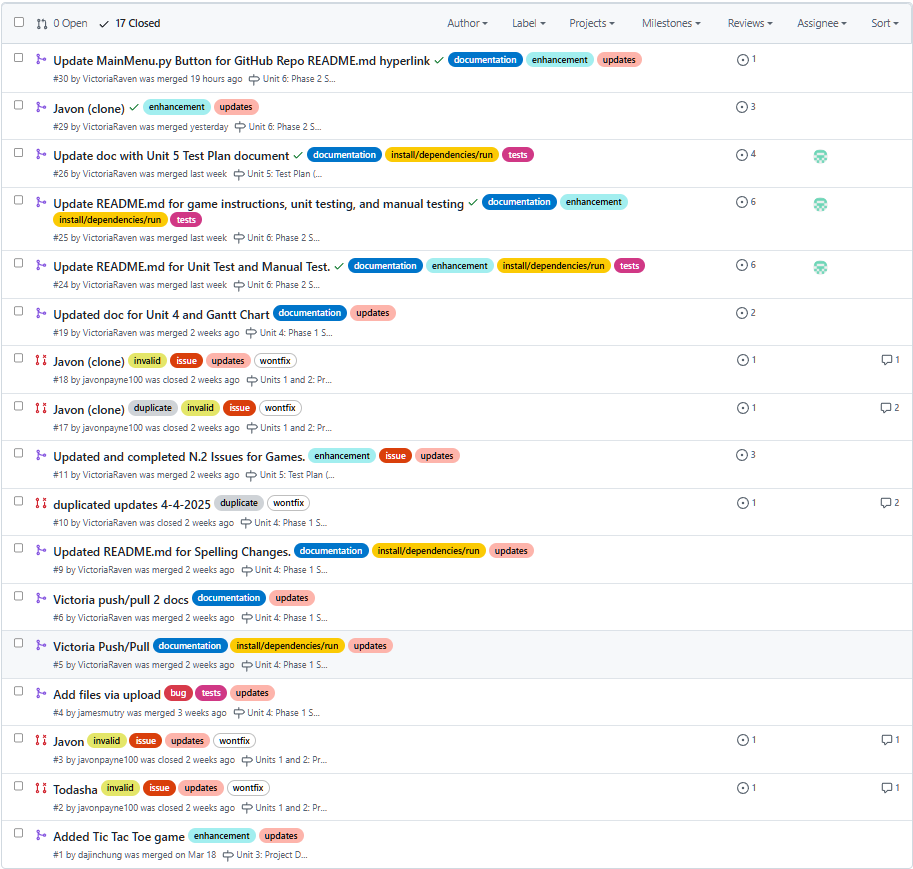 0 Open 17 Closed Author Label Projects Milestones Reviews Assignee Sort
Update MainMenu.py Button for GitHub Repo README.md hyperlink documentation enhancement updates 1
#30 by VictoriaRaven was merged 19 hours ago Unit 6: Phase 2 S...
Javon (clone) enhancement updates 3
#29 by VictoriaRaven was merged yesterday Unit 6: Phase 2 S...
Update doc with Unit 5 Test Plan document documentation install/dependencies/run tests 4
#26 by VictoriaRaven was merged last week Unit 5: Test Plan (...
Update README.md for game instructions, unit testing, and manual testing documentation enhancement 6
install/dependencies/run tests
#25 by VictoriaRaven was merged last week Unit 6: Phase 2 S...
Update README.md for Unit Test and Manual Test. documentation enhancement install/dependencies/run tests 6
#24 by VictoriaRaven was merged last week Unit 6: Phase 2 S...
Updated doc for Unit 4 and Gantt Chart documentation updates 2
#19 by VictoriaRaven was merged 2 weeks ago Unit 4: Phase 1 S...
Javon (clone) invalid issue updates wontfix 1 1
#18 by javonpayne100 was closed 2 weeks ago Units 1 and 2: Pr...
Javon (clone) duplicate invalid issue wontfix 1 2
#17 by javonpayne100 was closed 2 weeks ago Units 1 and 2: Pr...
Updated and completed N.2 Issues for Games. enhancement issue updates 3
#11 by VictoriaRaven was merged 2 weeks ago Unit 5: Test Plan (...
duplicated updates 4-4-2025 duplicate wontfix 1 2
#10 by VictoriaRaven was closed 2 weeks ago Unit 4: Phase 1 S...
Updated README.md for Spelling Changes. documentation install/dependencies/run updates
#9 by VictoriaRaven was merged 2 weeks ago Unit 4: Phase 1 S...
Victoria push/pull 2 docs documentation updates
#6 by VictoriaRaven was merged 2 weeks ago Unit 4: Phase 1 S...
Victoria Push/Pull documentation install/dependencies/run updates
#5 by VictoriaRaven was merged 2 weeks ago Unit 4: Phase 1 S...
Add files via upload bug tests updates
#4 by jamesmutry was merged 3 weeks ago Unit 4: Phase 1 S...
Javon invalid issue updates wontfix 1 1
#3 by javonpayne100 was closed 2 weeks ago Units 1 and 2: Pr...
Todasha invalid issue updates wontfix 1 1
#2 by javonpayne100 was closed 2 weeks ago Units 1 and 2: Pr...
Added Tic Tac Toe game enhancement updates
#1 by dajinchung was merged on Mar 18 Unit 3: Project D...